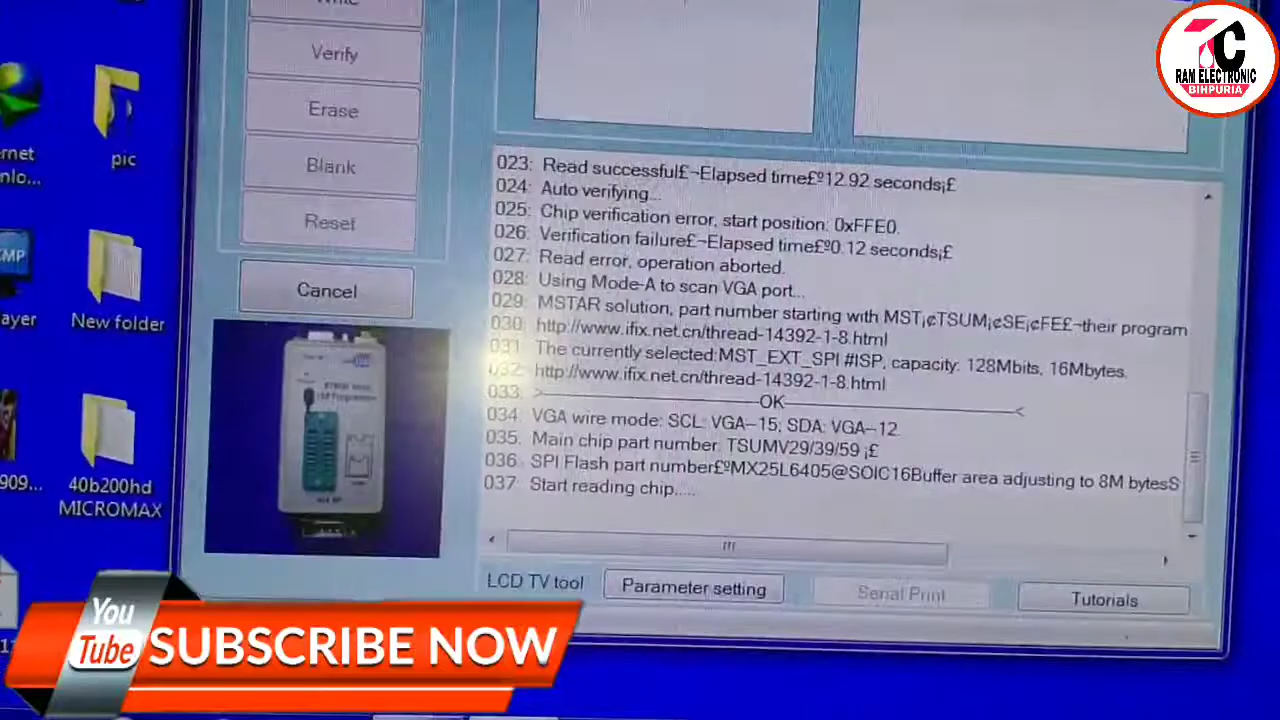 Verify
Erase
Blank
Reset
Cancel
pic
New folder
40b200hd
MICROMAX
RAM ELECTRONIC
BIHPURIA
023: Read successful£¬Elapsed time£º12.92 seconds¡£
024: Auto verifying...
025: Chip verification error, start position: 0xFFE0.
026: Verification failure£¬Elapsed time£º0.12 seconds¡£
027: Read error, operation aborted.
028: Using Mode-A to scan VGA port...
029: MSTAR solution, part number starting with MST¡¢TSUM¡¢SE¡¢FE£¬their program
030: http://www.ifix.net.cn/thread-14392-1-8.html
031: The currently selected:MST_EXT_SPI #ISP, capacity: 128Mbits, 16Mbytes.
032: http://www.ifix.net.cn/thread-14392-1-8.html
033: >----------------------OK----------------------<
034: VGA wire mode: SCL: VGA-15; SDA: VGA-12
035: Main chip part number: TSUMV29/39/59 ¡£
036: SPI Flash part number£ºMX25L6405@SOIC16Buffer area adjusting to 8M bytesS
037: Start reading chip.....
LCD TV tool
Parameter setting
Serial Print
Tutorials
You
Tube
SUBSCRIBE NOW